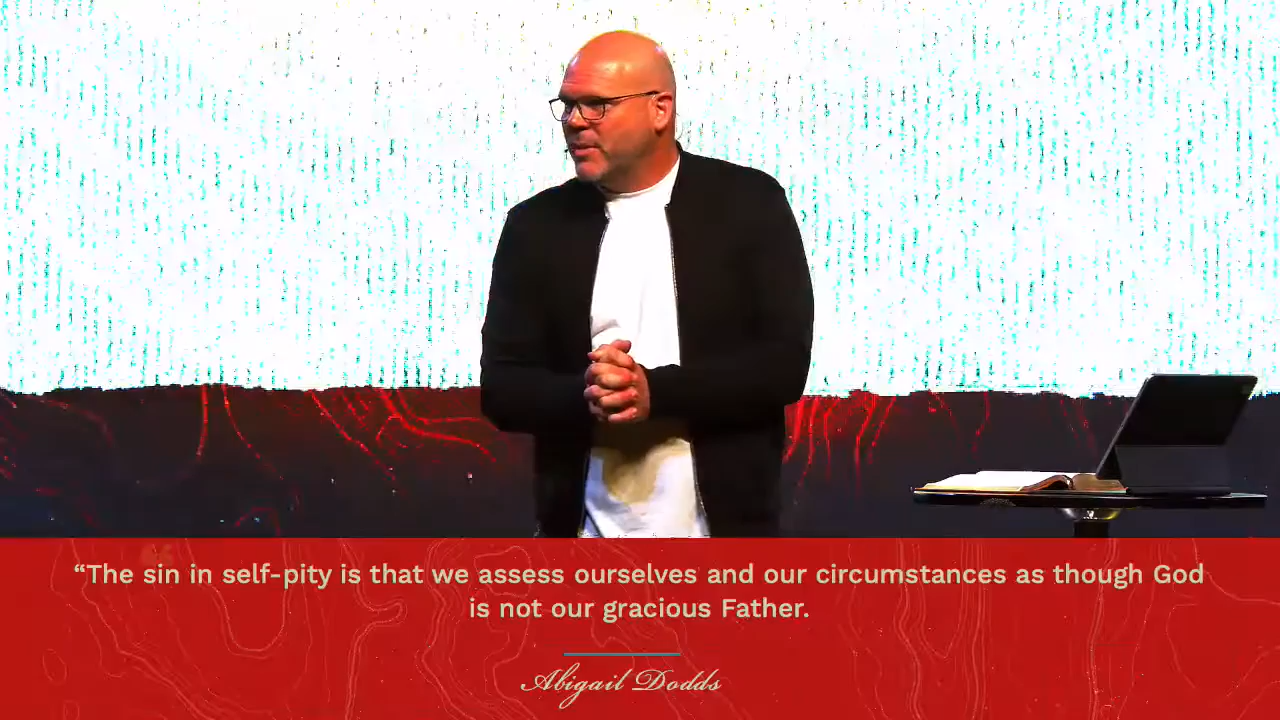 “The sin in self-pity is that we assess ourselves and our circumstances as though God
is not our gracious Father.
Abigail Dodds